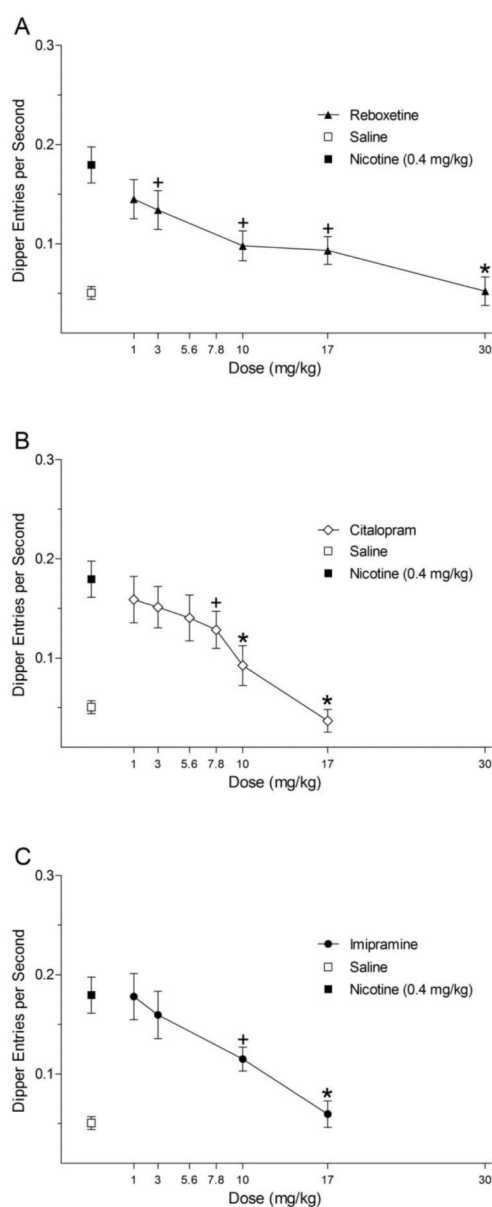 A
0.3
Reboxetine
Saline
0.2
Nicotine (0.4 mg/kg)
Dipper Entries per Second
+
+
+
0.1
*
1 3 5.6 7.8 10 17 30
Dose (mg/kg)
B
0.3
Citalopram
Saline
0.2
Nicotine (0.4 mg/kg)
Dipper Entries per Second
+
*
0.1
*
1 3 5.6 7.8 10 17 30
Dose (mg/kg)
C
0.3
Imipramine
Saline
0.2
Nicotine (0.4 mg/kg)
Dipper Entries per Second
+
0.1
*
1 3 5.6 7.8 10 17 30
Dose (mg/kg)